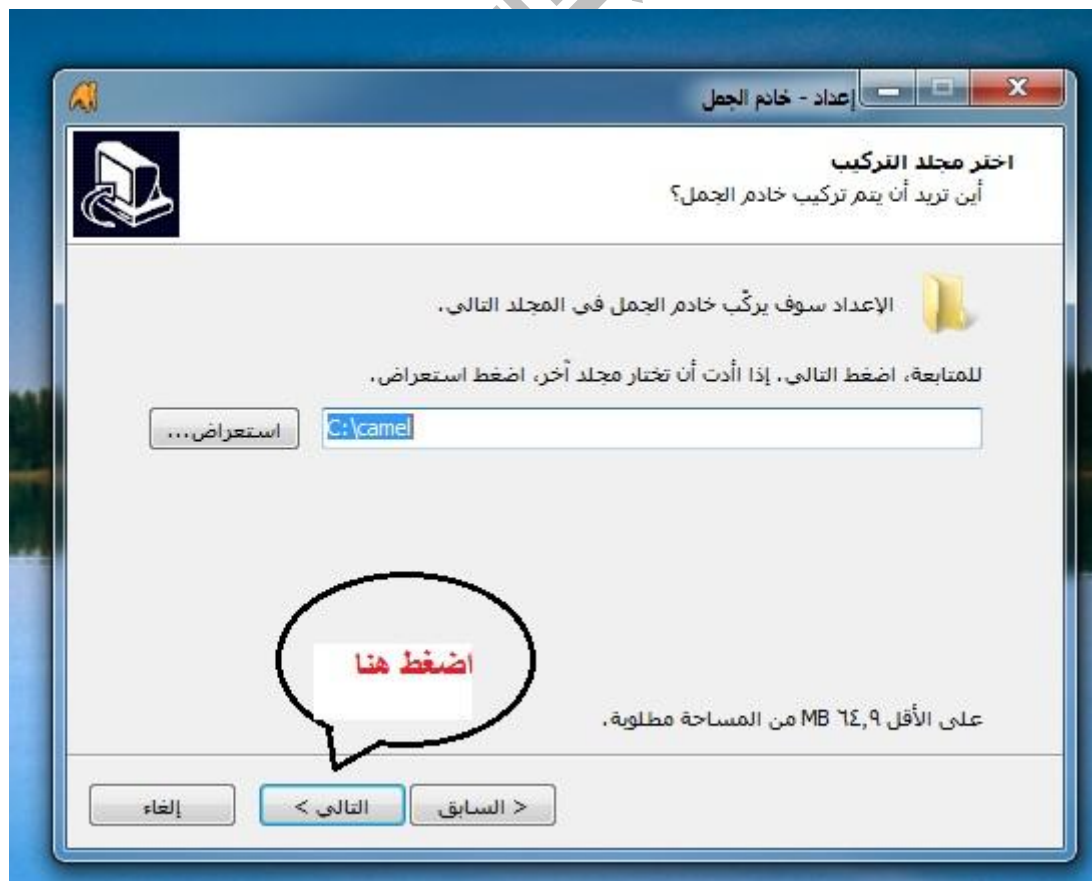 إعداد - خادم الجمل
اختر مجلد التركيب
أين تريد أن يتم تركيب خادم الجمل؟
الإعداد سوف يركّب خادم الجمل في المجلد التالي.
للمتابعة، اضغط التالي. إذا اأدت أن تختار مجلد آخر، اضغط استعراض.
C:\camel
استعراض...
اضغط هنا
على الأقل ٦٤,٩ MB من المساحة مطلوبة.
< السابق
التالي >
إلغاء